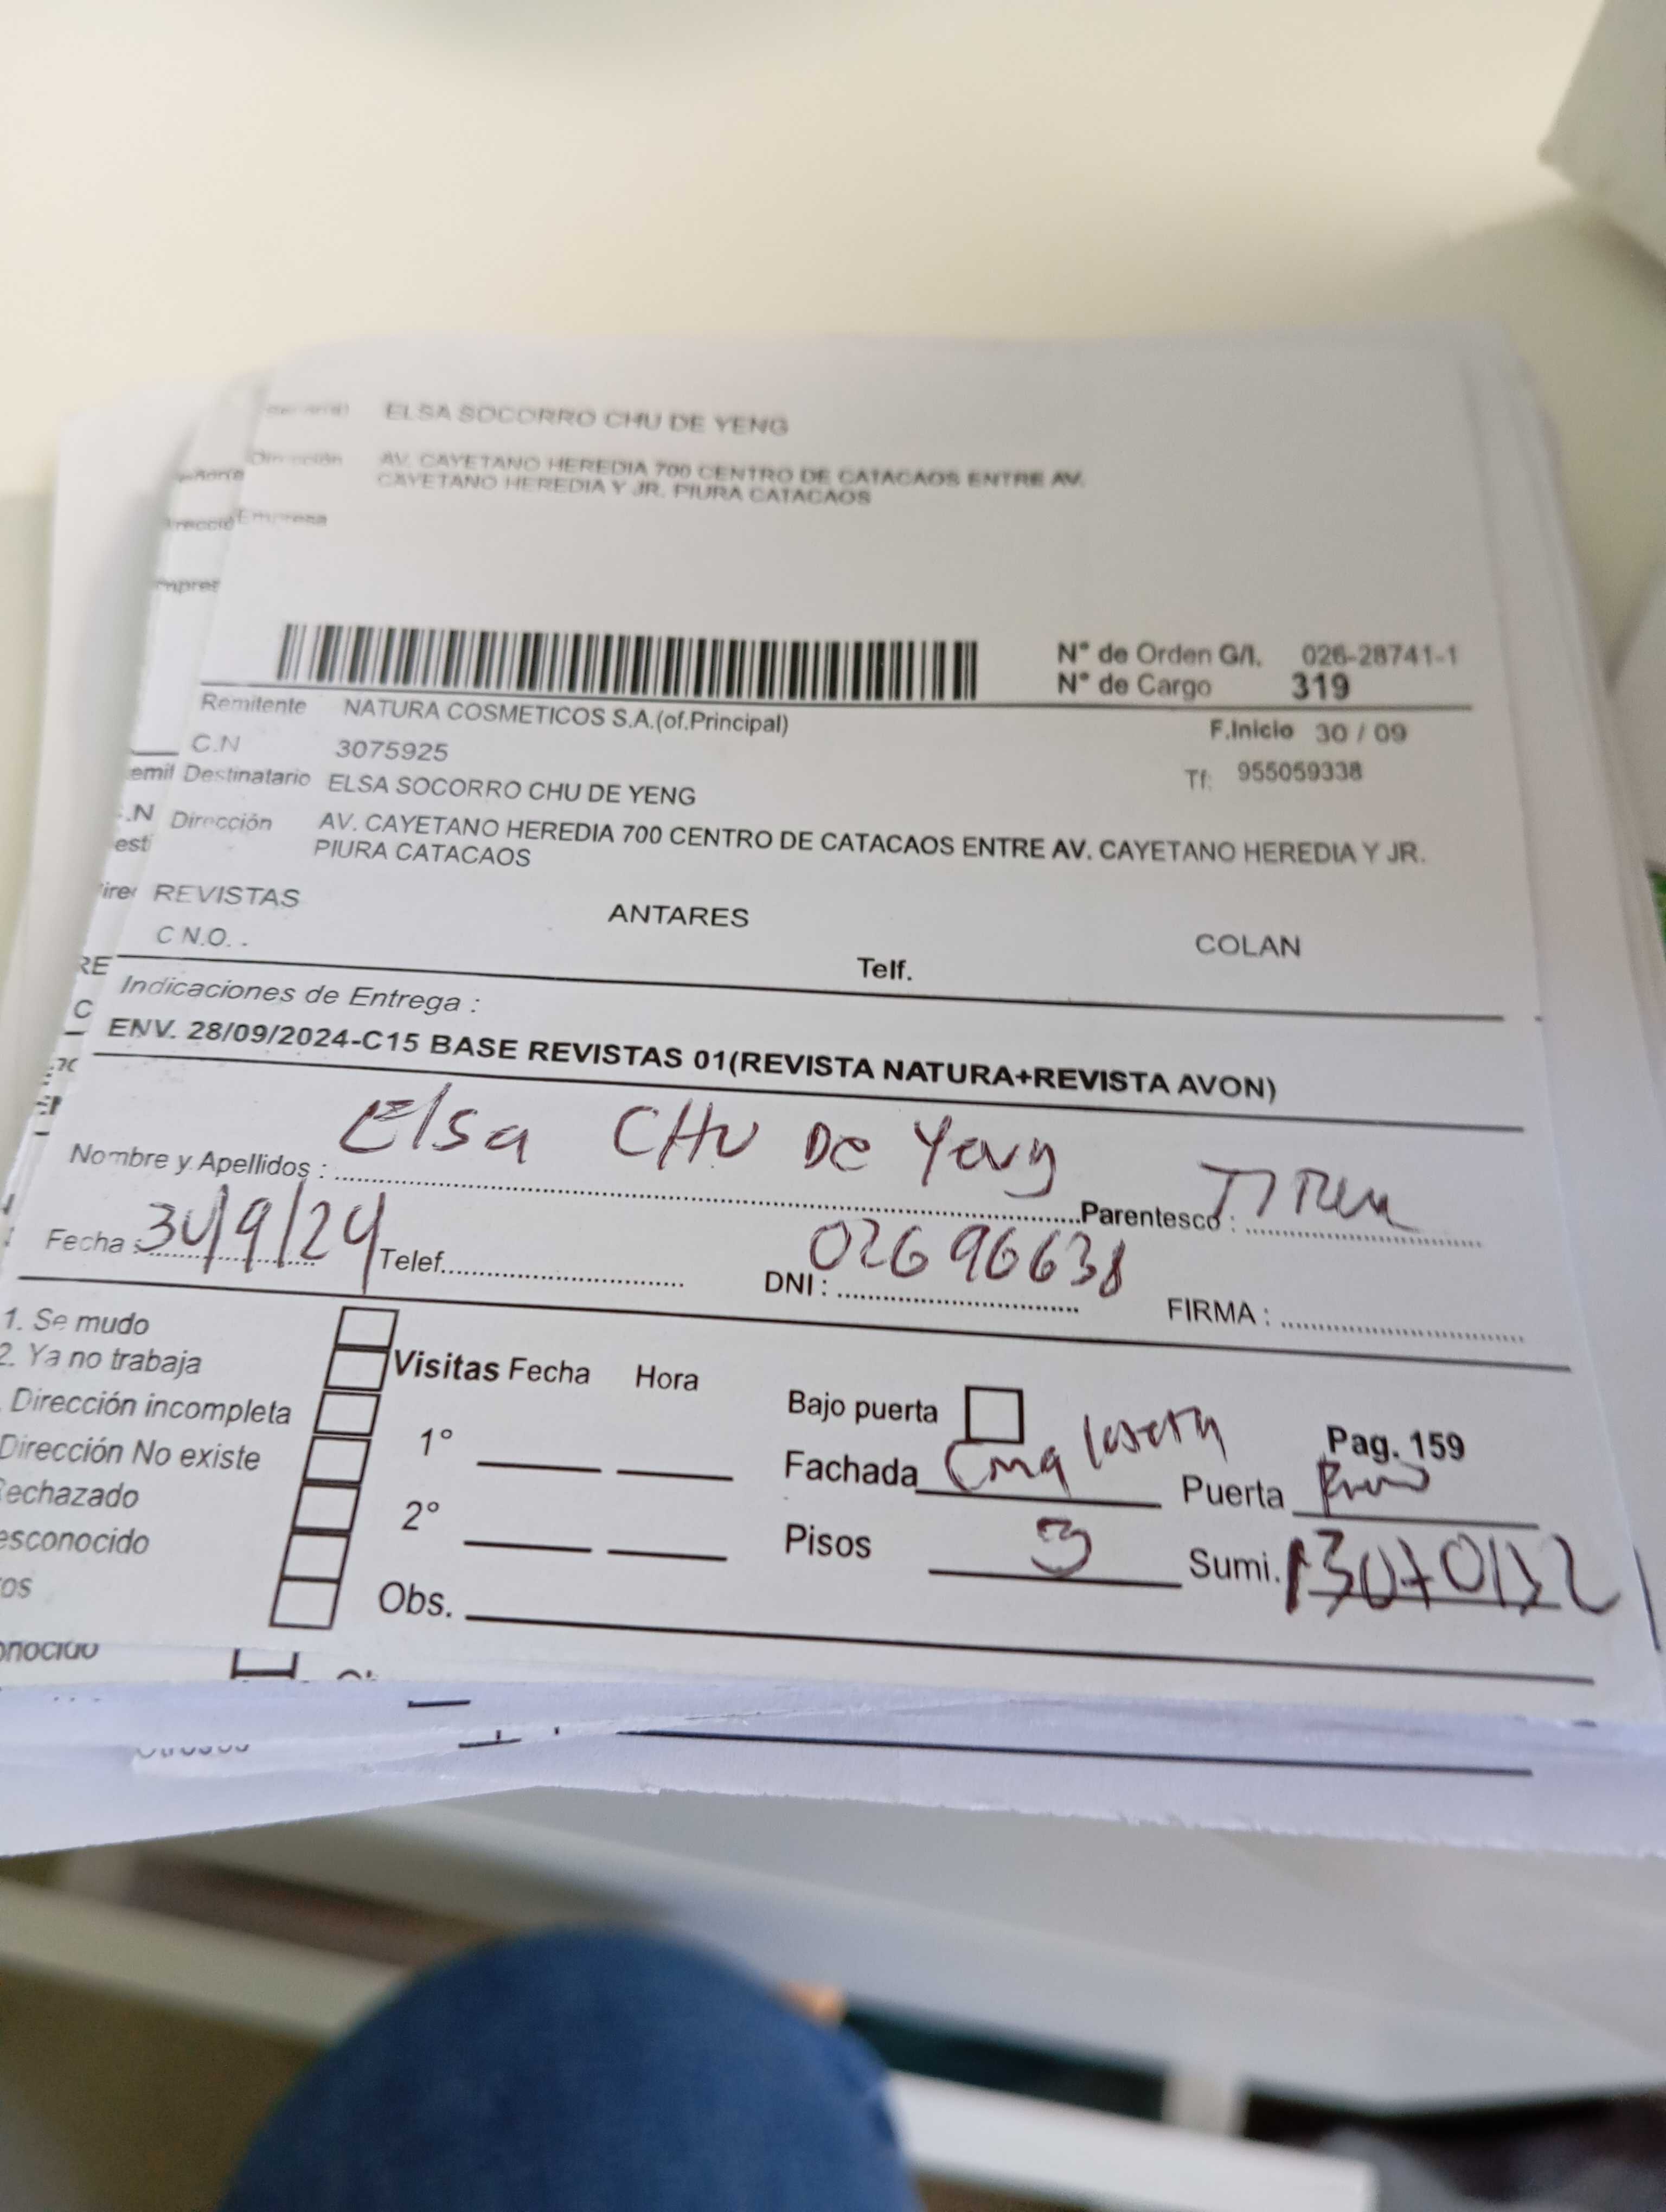 ELSA SOCORRO CHU DE YENG
Dirección AV. CAYETANO HEREDIA 700 CENTRO DE CATACAOS ENTRE AV.
CAYETANO HEREDIA Y JR. PIURA CATACAOS
Empresa
N° de Orden G/I. 026-28741-1
N° de Cargo 319
Remitente NATURA COSMETICOS S.A.(of.Principal)
F.Inicio 30 / 09
C.N 3075925
Tf: 955059338
Destinatario ELSA SOCORRO CHU DE YENG
Dirección AV. CAYETANO HEREDIA 700 CENTRO DE CATACAOS ENTRE AV. CAYETANO HEREDIA Y JR.
PIURA CATACAOS
REVISTAS ANTARES COLAN
C N.O. . Telf.
Indicaciones de Entrega :
ENV. 28/09/2024-C15 BASE REVISTAS 01(REVISTA NATURA+REVISTA AVON)
Nombre y Apellidos : Elsa CHU De Yeng Parentesco :
Fecha : 30/9/24 Telef. DNI : 02696638 FIRMA :
1. Se mudo
2. Ya no trabaja
Dirección incompleta
Dirección No existe
echazado
esconocido
os
Visitas Fecha Hora
1°
2°
Obs.
Bajo puerta
Pag. 159
Fachada Puerta
Pisos 3 Sumi.